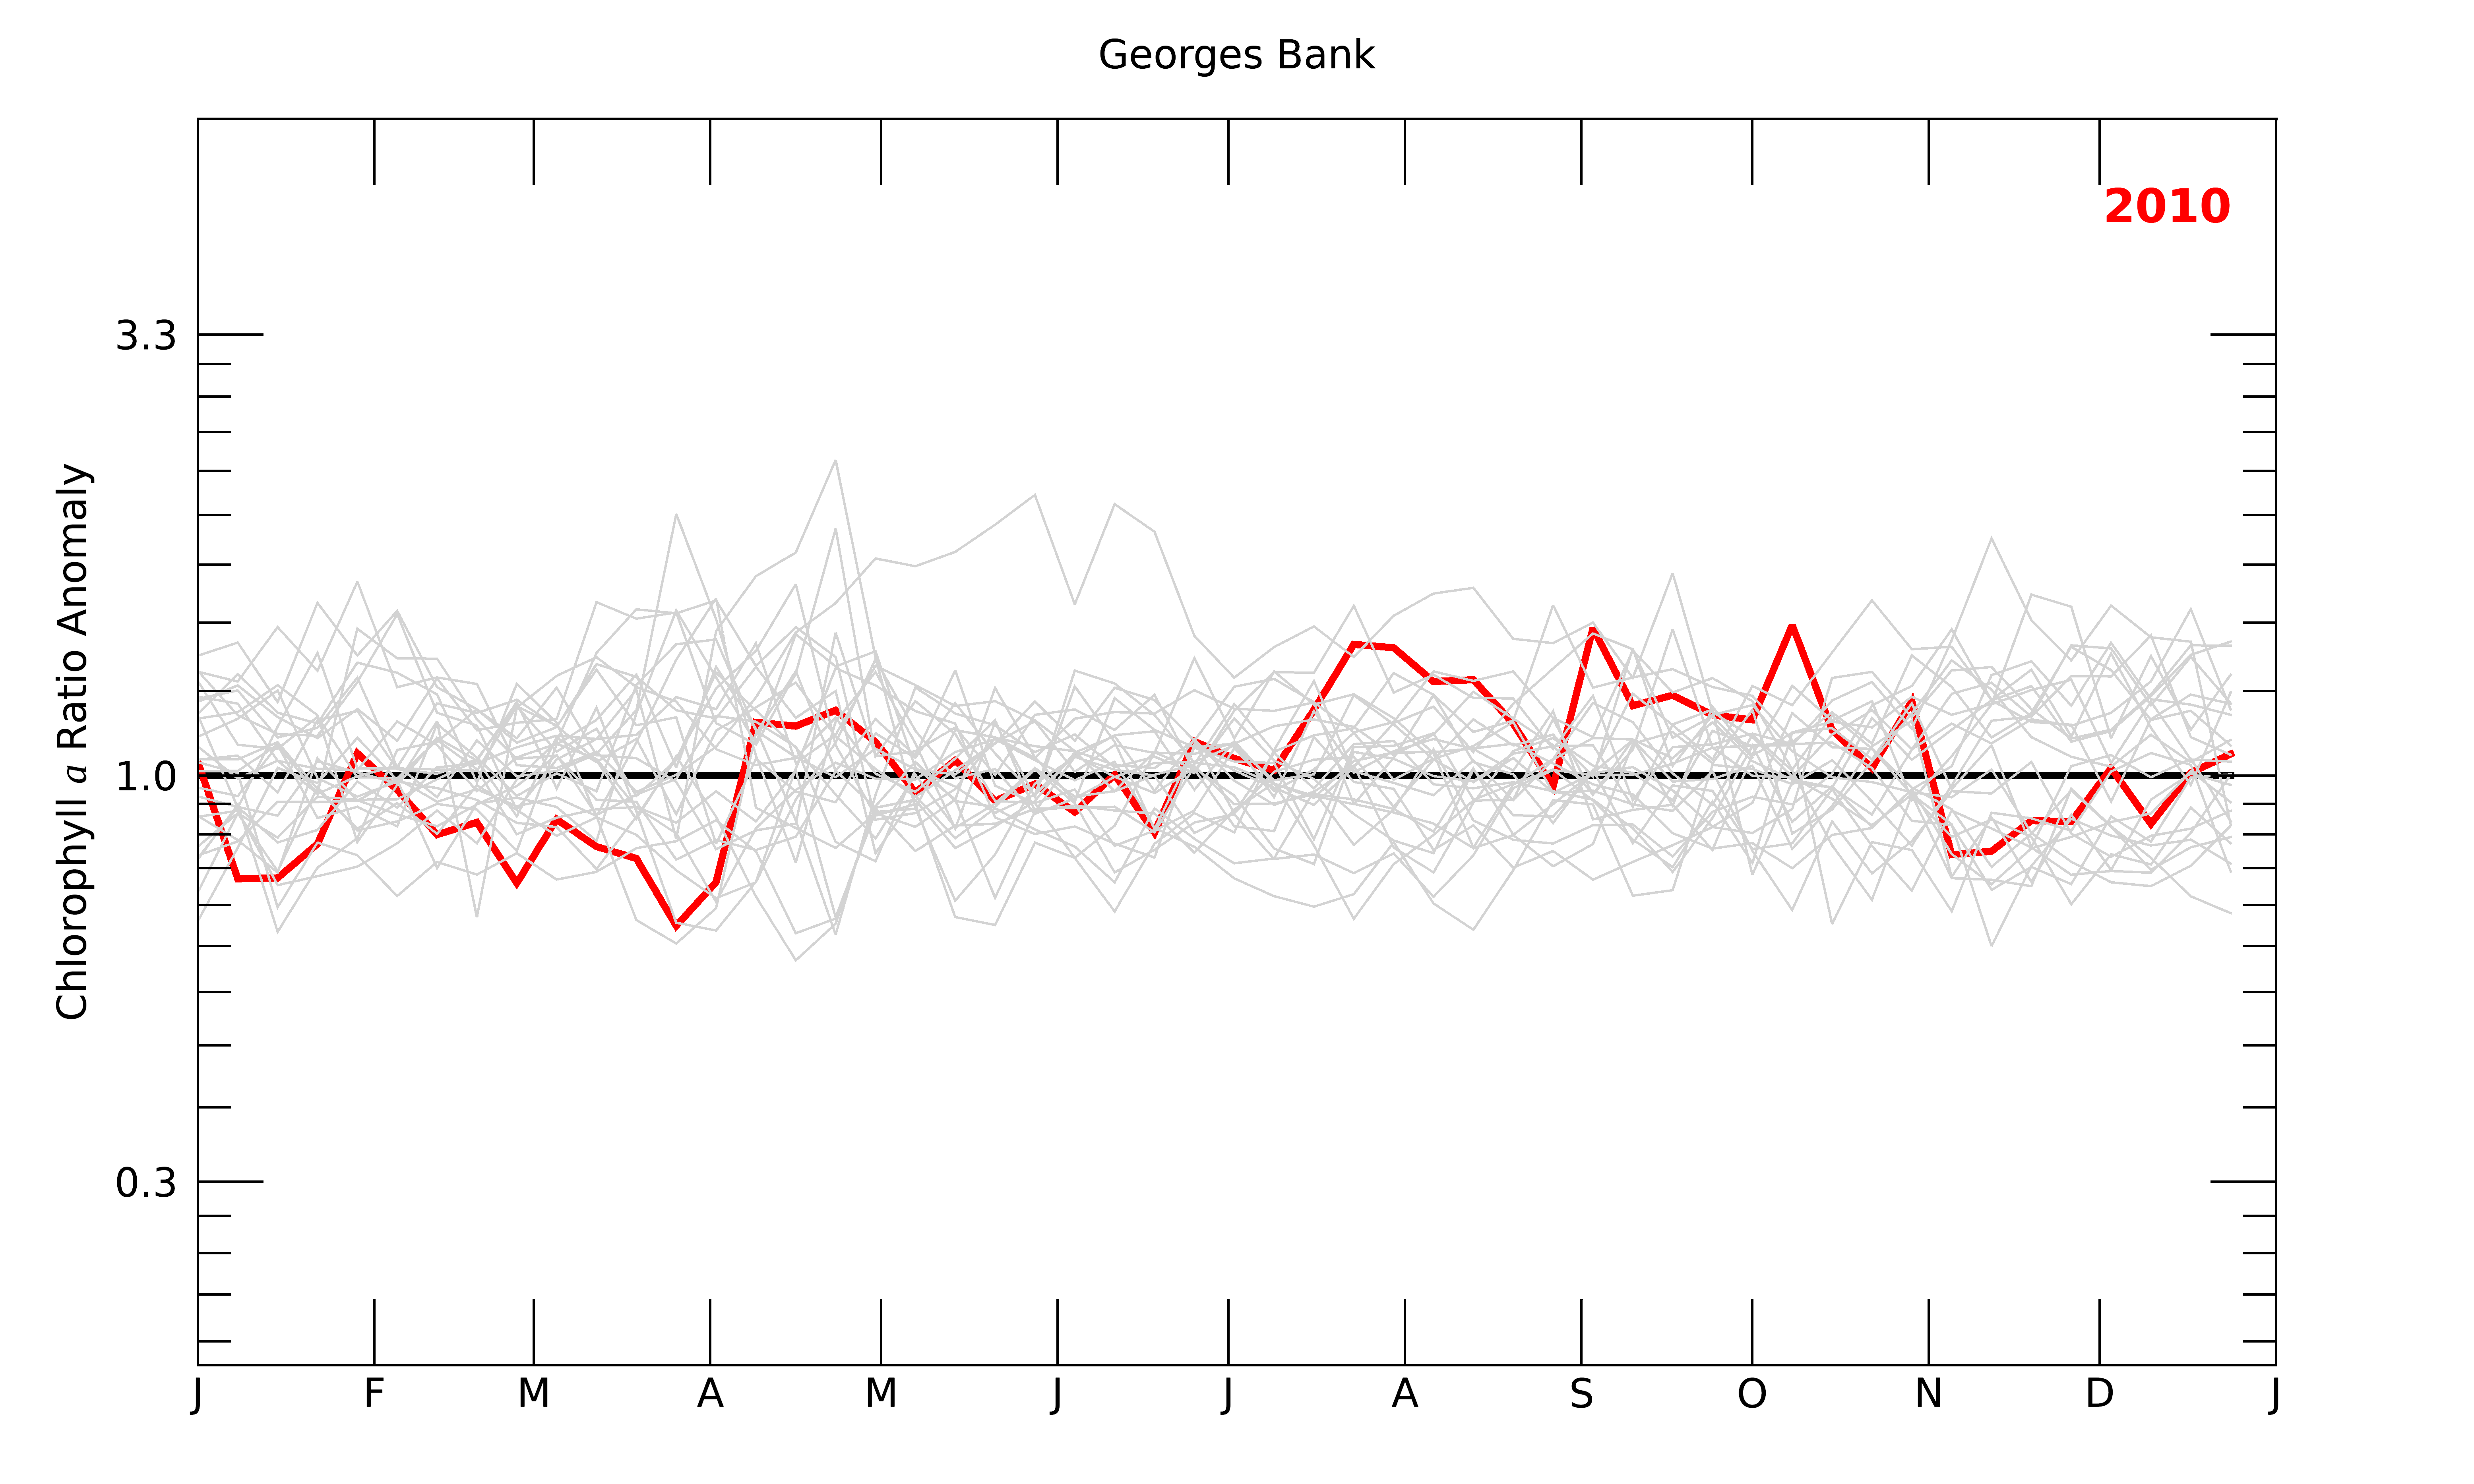 Georges Bank
2010
Chlorophyll a Ratio Anomaly
3.3
1.0
0.3
J F M A M J J A S O N D J